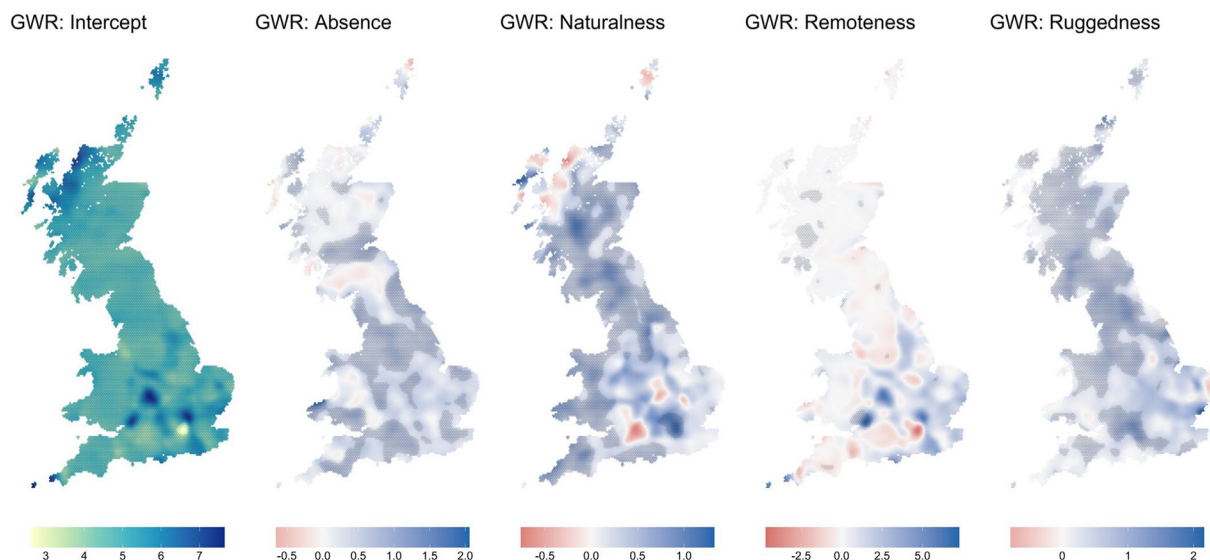 GWR: Intercept GWR: Absence GWR: Naturalness GWR: Remoteness GWR: Ruggedness
3 4 5 6 7 -0.5 0.0 0.5 1.0 1.5 2.0 -0.5 0.0 0.5 1.0 -2.5 0.0 2.5 5.0 0 1 2